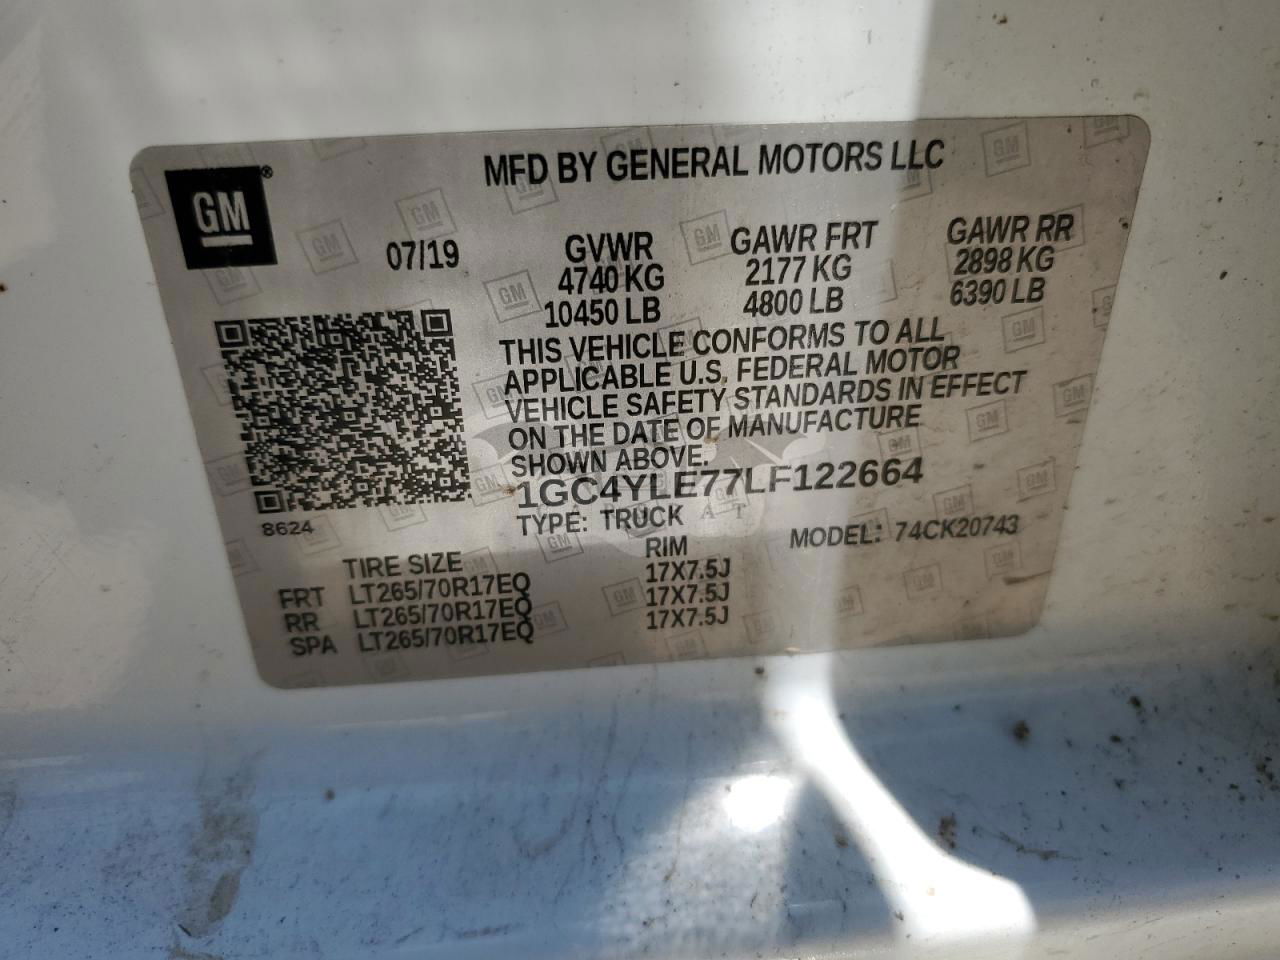 MFD BY GENERAL MOTORS LLC
GM®
07/19 GVWR GAWR FRT GAWR RR
4740 KG 2177 KG 2898 KG
10450 LB 4800 LB 6390 LB
THIS VEHICLE CONFORMS TO ALL
APPLICABLE U.S. FEDERAL MOTOR
VEHICLE SAFETY STANDARDS IN EFFECT
ON THE DATE OF MANUFACTURE
SHOWN ABOVE.
1GC4YLE77LF122664
8624 TYPE: TRUCK MODEL: 74CK20743
TIRE SIZE RIM
FRT LT265/70R17EQ 17X7.5J
RR LT265/70R17EQ 17X7.5J
SPA LT265/70R17EQ 17X7.5J